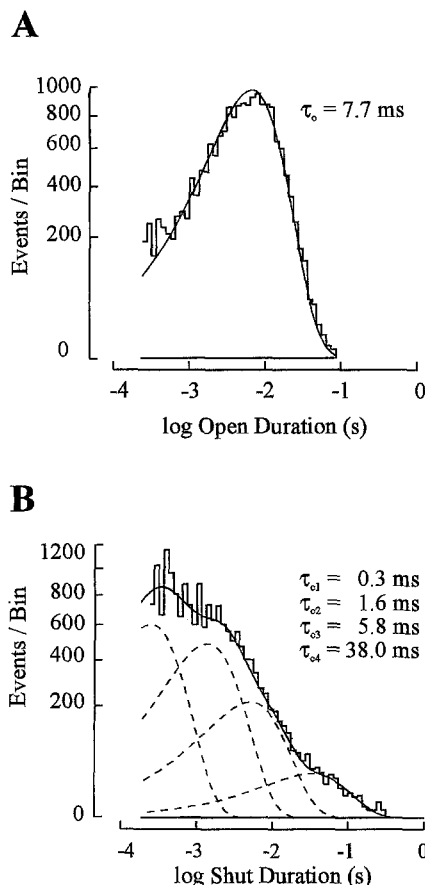 A
1000
800
600
400
200
0
Events / Bin
τo = 7.7 ms
-4 -3 -2 -1 0
log Open Duration (s)
B
1200
800
600
400
200
0
Events / Bin
τc1 = 0.3 ms
τc2 = 1.6 ms
τc3 = 5.8 ms
τc4 = 38.0 ms
-4 -3 -2 -1 0
log Shut Duration (s)